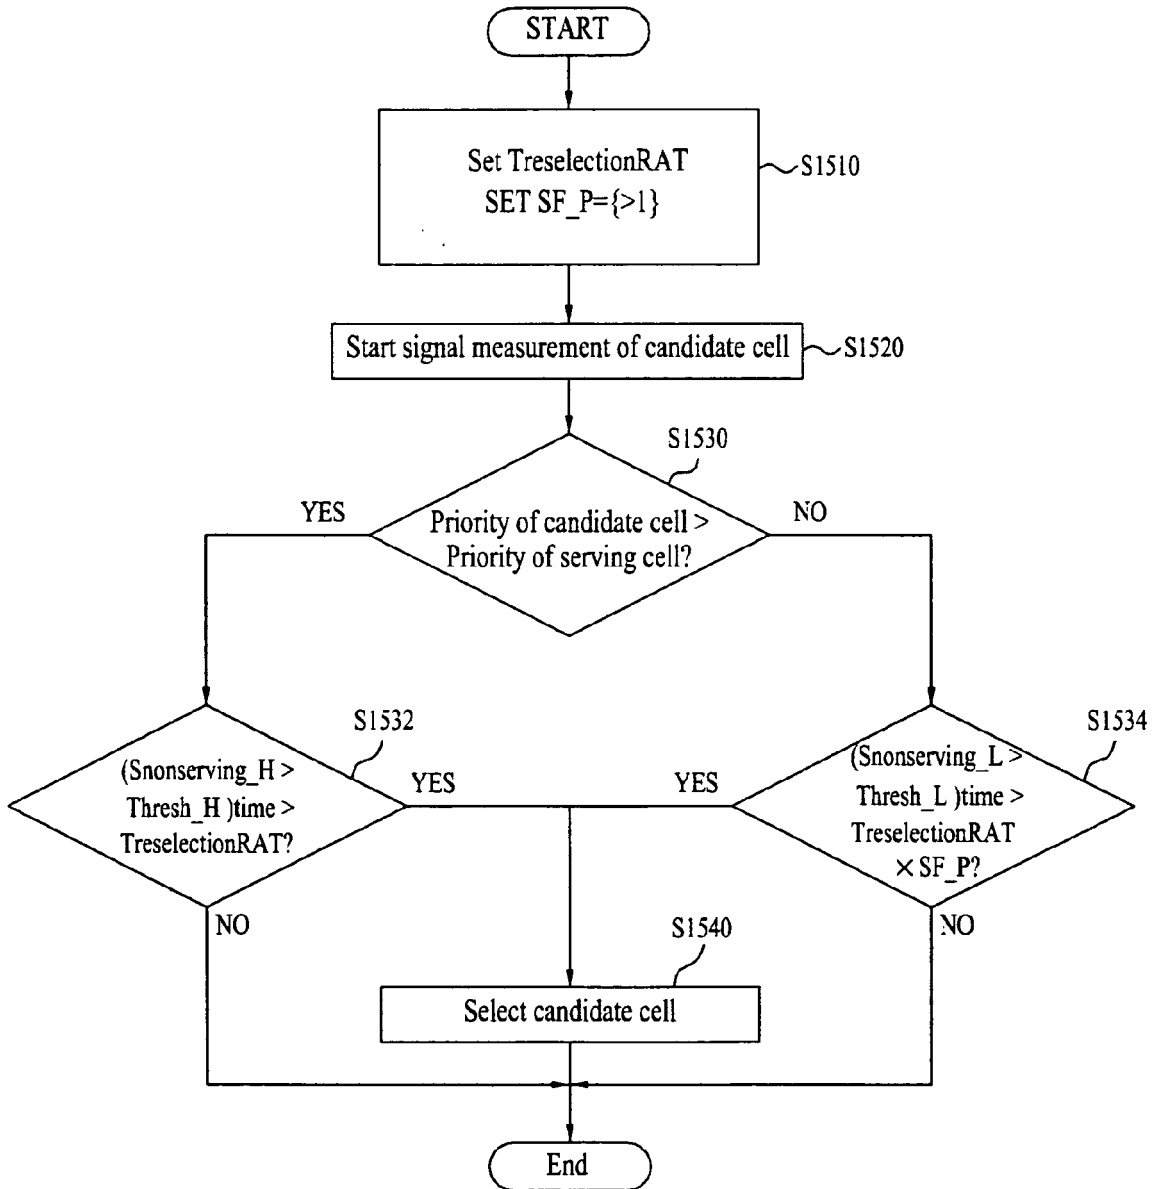 START
Set TreselectionRAT
SET SF_P={>1}
S1510
Start signal measurement of candidate cell
S1520
S1530
YES
Priority of candidate cell >
Priority of serving cell?
NO
S1532
(Snonserving_H >
Thresh_H )time >
TreselectionRAT?
YES
NO
S1534
(Snonserving_L >
Thresh_L )time >
TreselectionRAT
× SF_P?
YES
NO
S1540
Select candidate cell
End